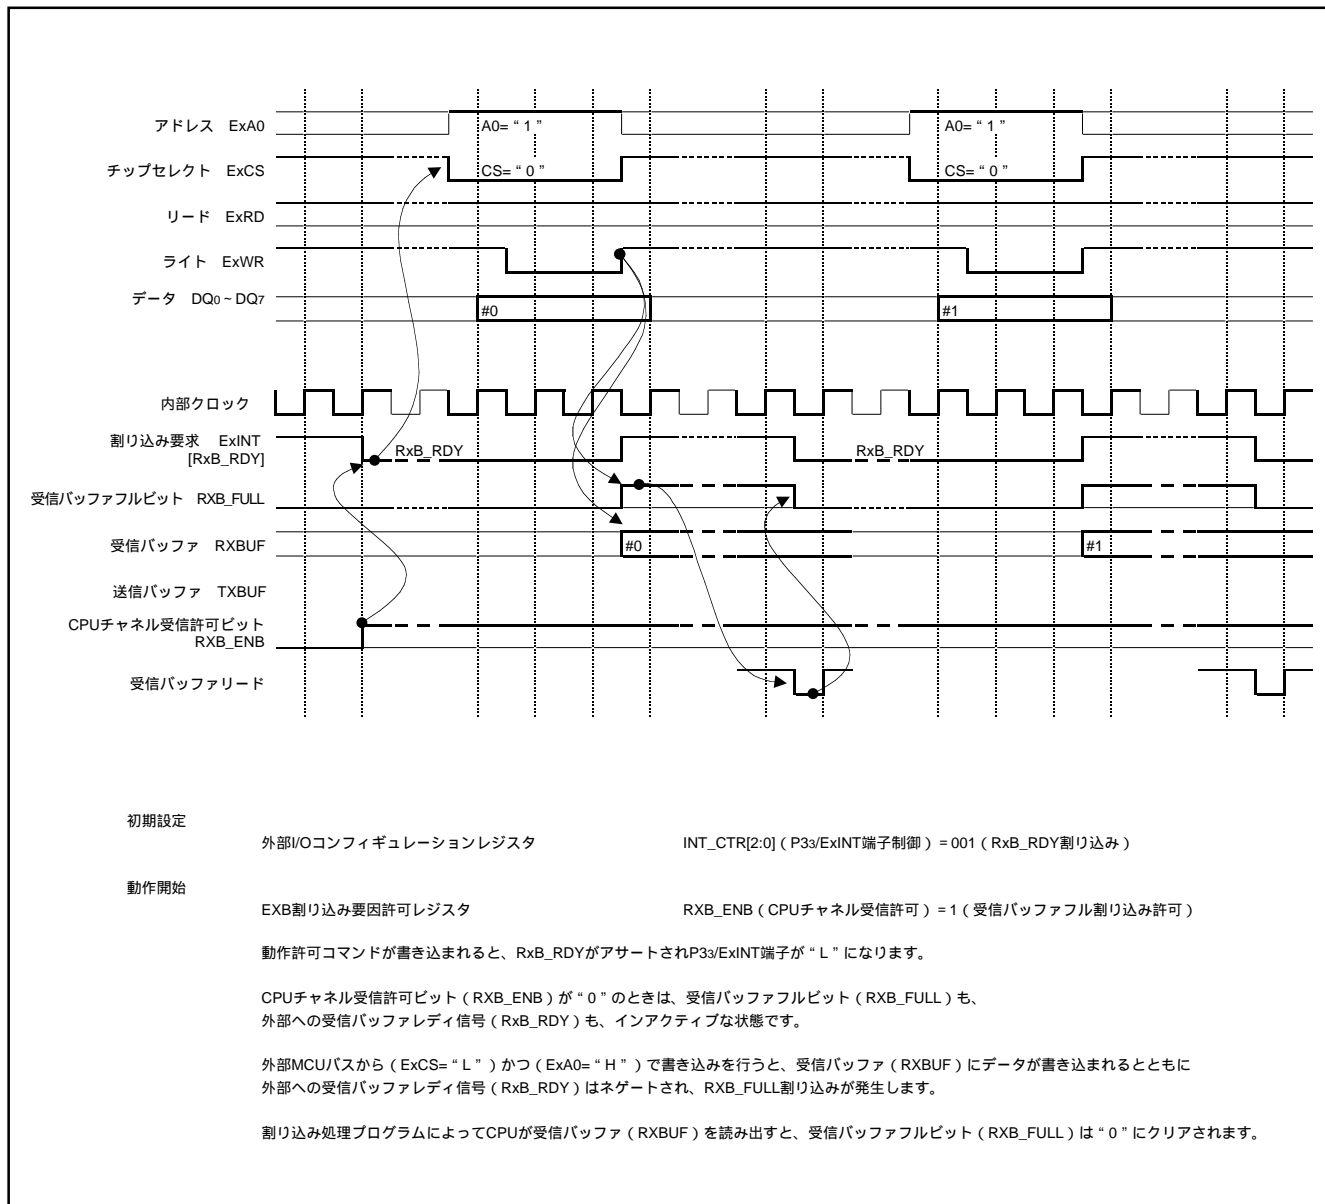 アドレス ExA0
A0= “ 1 ”
A0= “ 1 ”
チップセレクト ExCS
CS= “ 0 ”
CS= “ 0 ”
リード ExRD
ライト ExWR
データ DQ0 ~ DQ7
#0
#1
内部クロック
割り込み要求 ExINT
[RxB_RDY]
RxB_RDY
RxB_RDY
受信バッファフルビット RXB_FULL
受信バッファ RXBUF
#0
#1
送信バッファ TXBUF
CPUチャネル受信許可ビット
RXB_ENB
受信バッファリード
初期設定
外部I/Oコンフィギュレーションレジスタ INT_CTR[2:0] ( P33/ExINT端子制御 ) = 001 ( RxB_RDY割り込み )
動作開始
EXB割り込み要因許可レジスタ RXB_ENB ( CPUチャネル受信許可 ) = 1 ( 受信バッファフル割り込み許可 )
動作許可コマンドが書き込まれると、RxB_RDYがアサートされP33/ExINT端子が “ L ” になります。
CPUチャネル受信許可ビット ( RXB_ENB ) が “ 0 ” のときは、受信バッファフルビット ( RXB_FULL ) も、
外部への受信バッファレディ信号 ( RxB_RDY ) も、インアクティブな状態です。
外部MCUバスから ( ExCS= “ L ” ) かつ ( ExA0= “ H ” ) で書き込みを行うと、受信バッファ ( RXBUF ) にデータが書き込まれるとともに
外部への受信バッファレディ信号 ( RxB_RDY ) はネゲートされ、RXB_FULL割り込みが発生します。
割り込み処理プログラムによってCPUが受信バッファ ( RXBUF ) を読み出すと、受信バッファフルビット ( RXB_FULL ) は “ 0 ” にクリアされます。